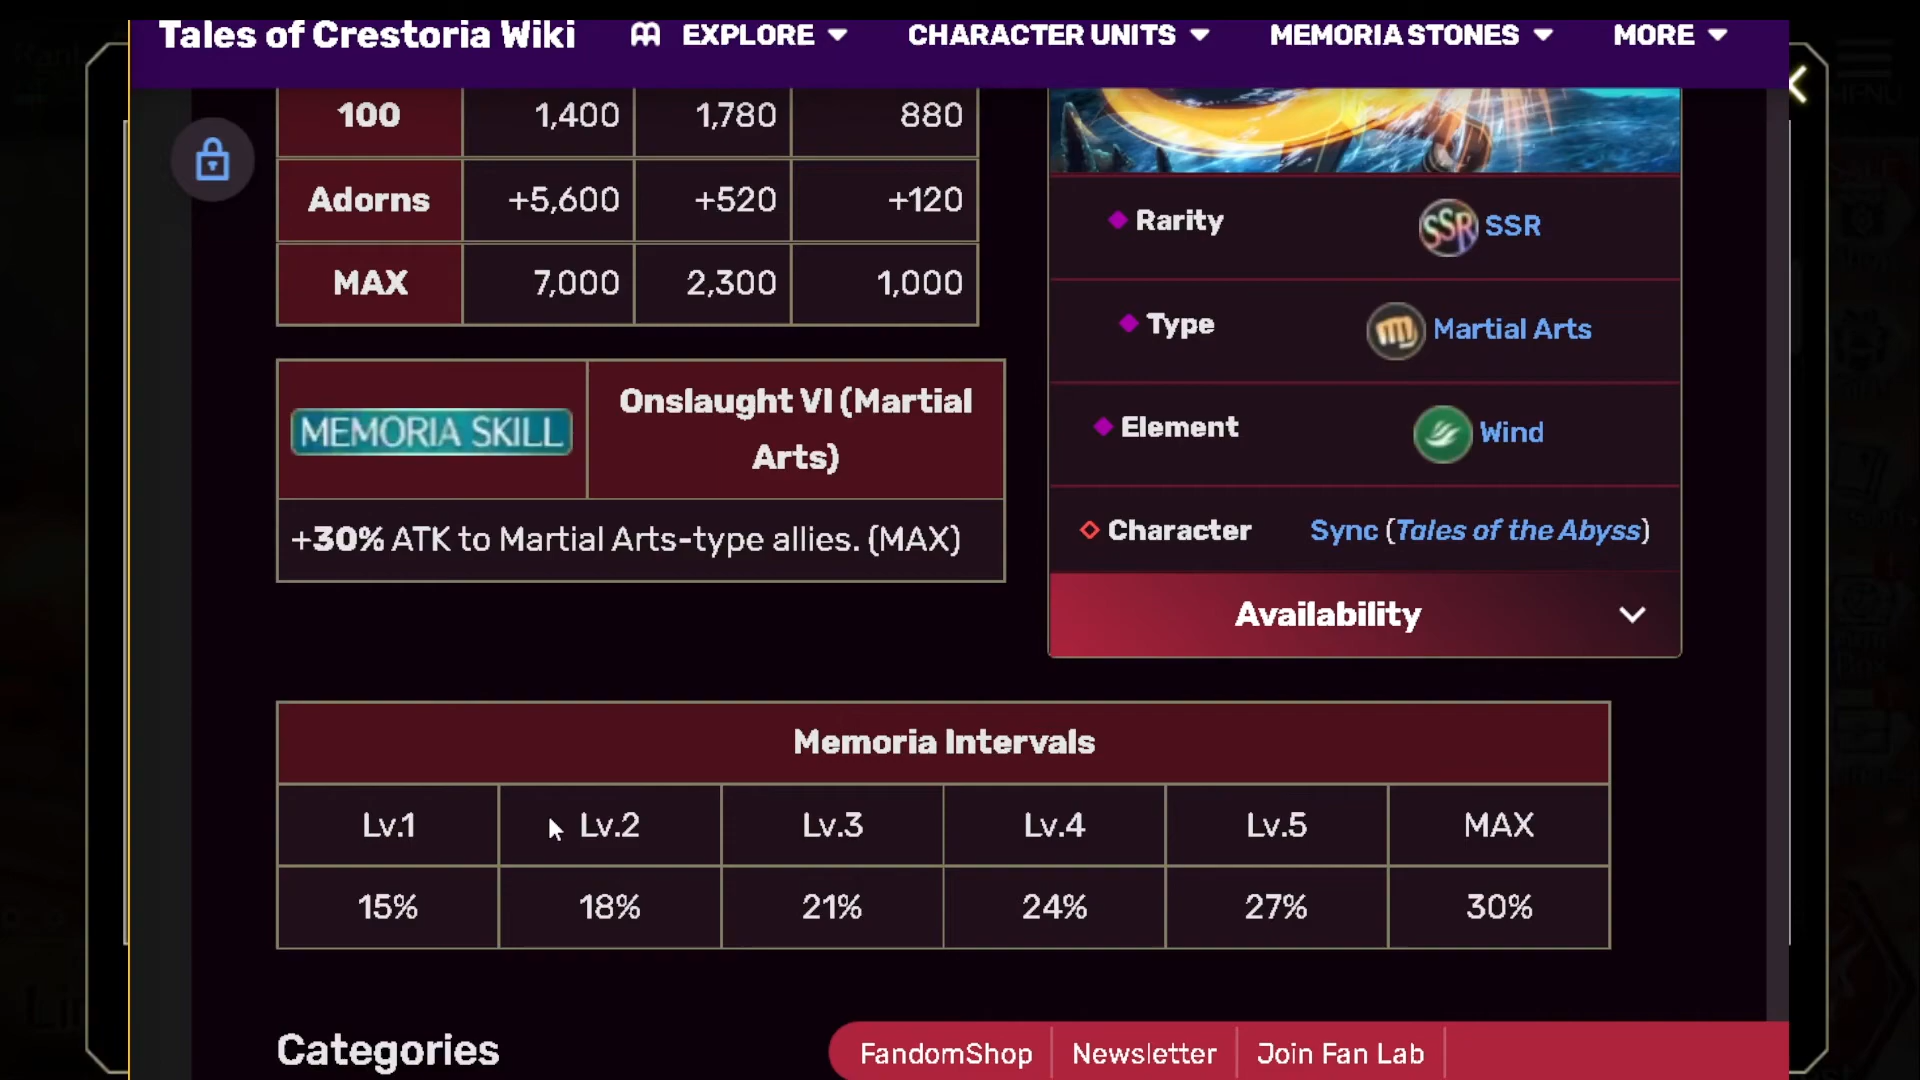 Tales of Crestoria Wiki EXPLORE CHARACTER UNITS MEMORIA STONES MORE
100 1,400 1,780 880
Adorns +5,600 +520 +120
MAX 7,000 2,300 1,000
MEMORIA SKILL
Onslaught VI (Martial
Arts)
+30% ATK to Martial Arts-type allies. (MAX)
Rarity SSR SSR
Type Martial Arts
Element Wind
Character Sync (Tales of the Abyss)
Availability
Memoria Intervals
Lv.1 Lv.2 Lv.3 Lv.4 Lv.5 MAX
15% 18% 21% 24% 27% 30%
Categories
FandomShop Newsletter Join Fan Lab